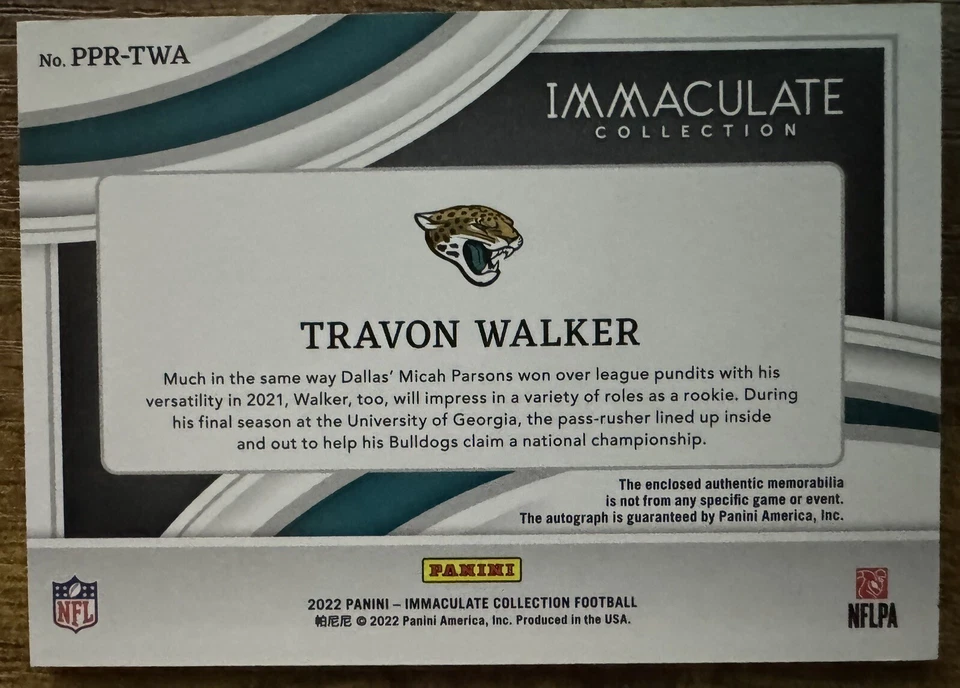 No. PPR-TWA
IMMACULATE
COLLECTION
TRAVON WALKER
Much in the same way Dallas' Micah Parsons won over league pundits with his
versatility in 2021, Walker, too, will impress in a variety of roles as a rookie. During
his final season at the University of Georgia, the pass-rusher lined up inside
and out to help his Bulldogs claim a national championship.
The enclosed authentic memorabilia
is not from any specific game or event.
The autograph is guaranteed by Panini America, Inc.
PANINI
2022 PANINI – IMMACULATE COLLECTION FOOTBALL
帕尼尼 © 2022 Panini America, Inc. Produced in the USA.
NFL
NFLPA